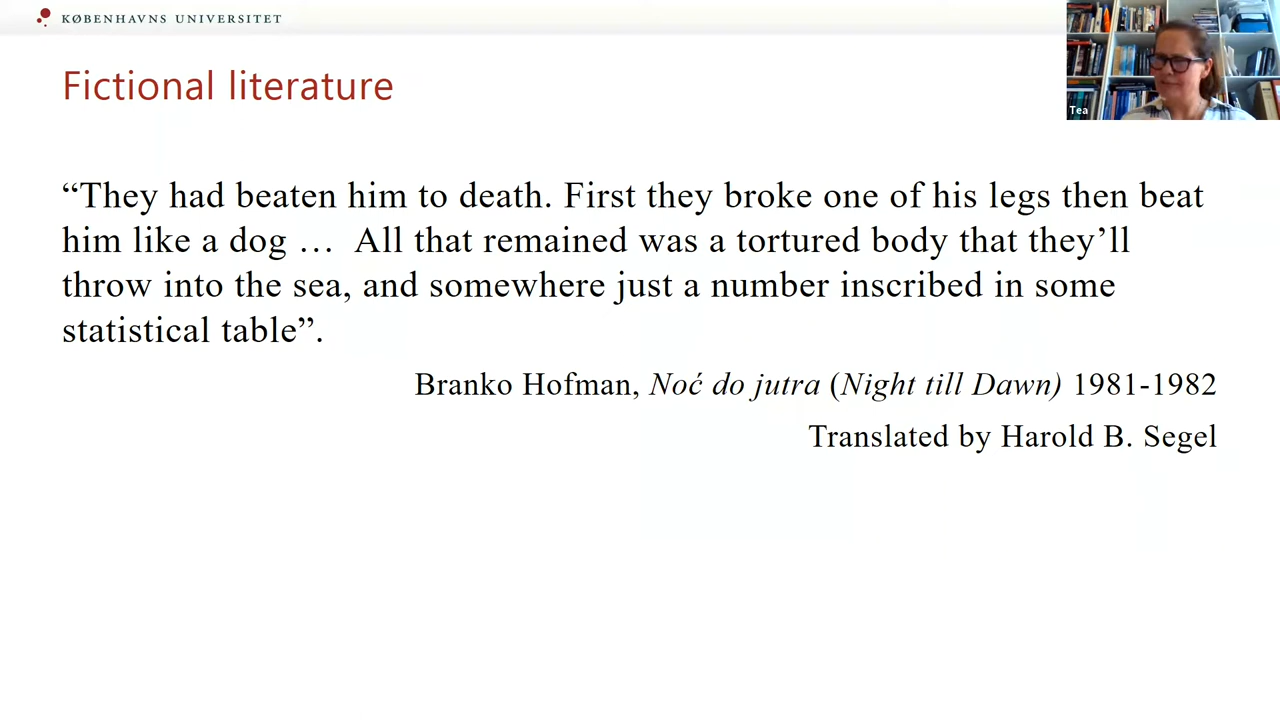 KØBENHAVNS UNIVERSITET
Tea
Fictional literature
“They had beaten him to death. First they broke one of his legs then beat
him like a dog … All that remained was a tortured body that they’ll
throw into the sea, and somewhere just a number inscribed in some
statistical table”.
Branko Hofman, Noć do jutra (Night till Dawn) 1981-1982
Translated by Harold B. Segel